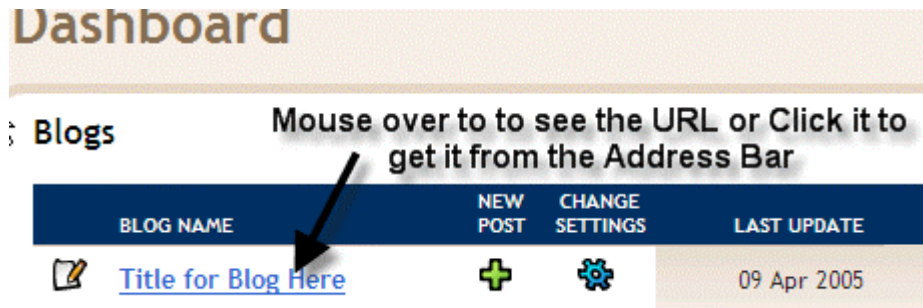 Dashboard
Blogs
Mouse over to to see the URL or Click it to
get it from the Address Bar
BLOG NAME
NEW POST
CHANGE SETTINGS
LAST UPDATE
Title for Blog Here
09 Apr 2005